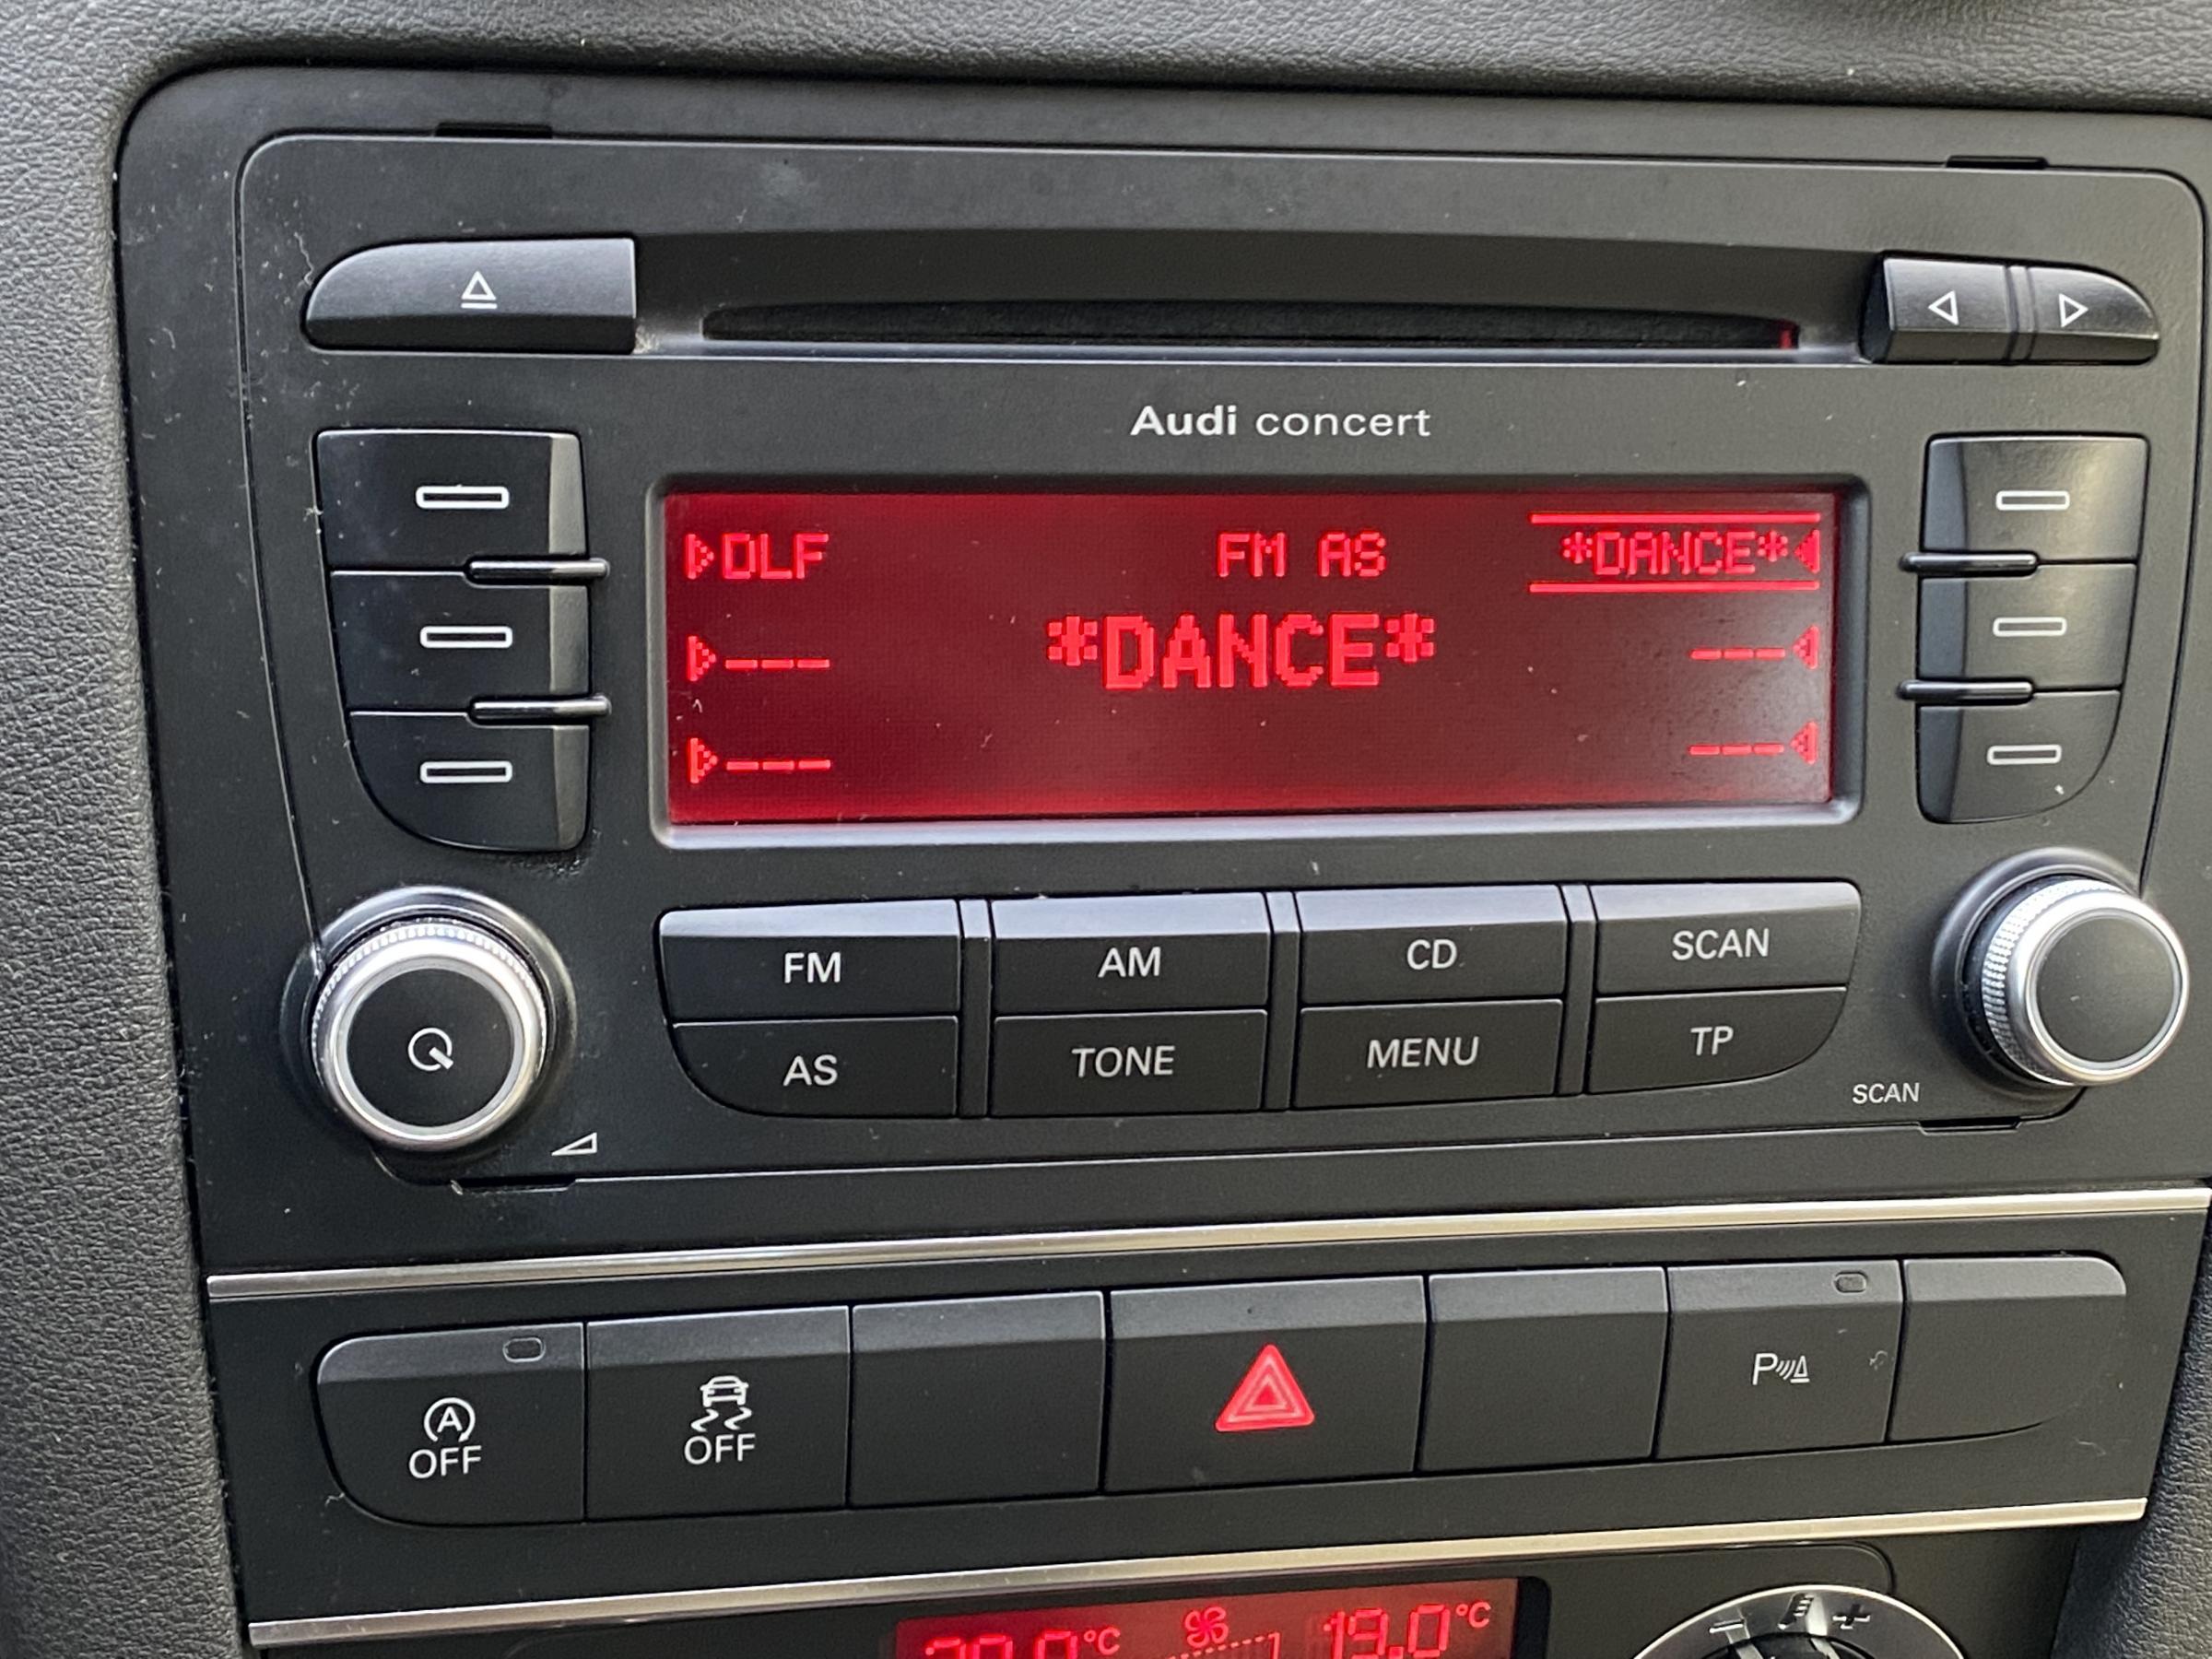 Audi concert
DLF FM AS *DANCE*
--- *DANCE* ---
--- ---
FM AM CD SCAN
AS TONE MENU TP
SCAN
A
OFF
OFF
P
°C 19.0°C